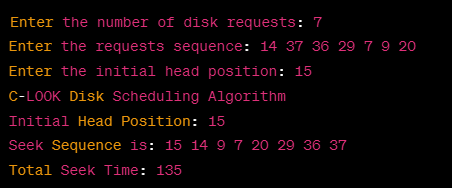 Enter the number of disk requests: 7
Enter the requests sequence: 14 37 36 29 7 9 20
Enter the initial head position: 15
C-LOOK Disk Scheduling Algorithm
Initial Head Position: 15
Seek Sequence is: 15 14 9 7 20 29 36 37
Total Seek Time: 135